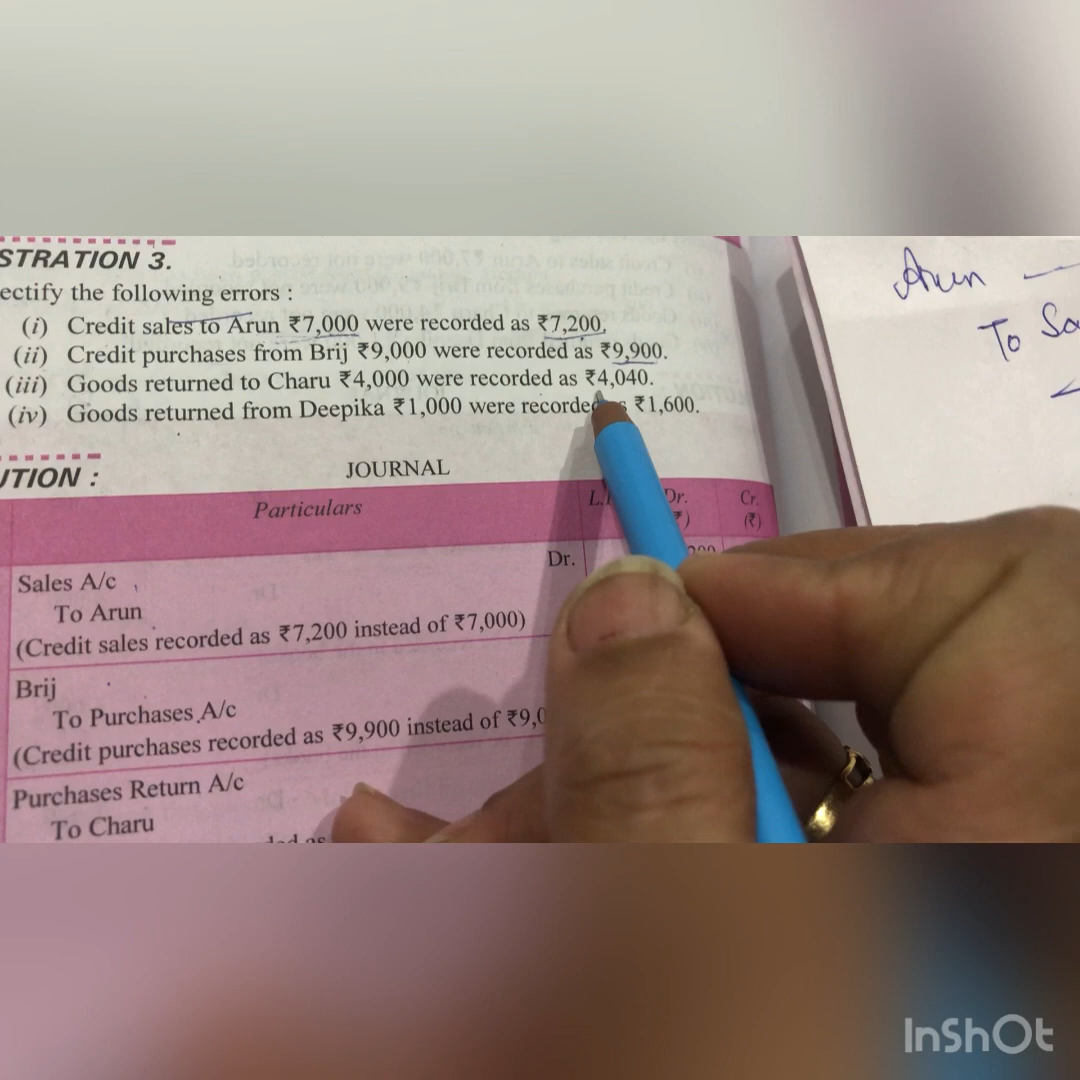 STRATION 3.
ectify the following errors :
(i) Credit sales to Arun ₹7,000 were recorded as ₹7,200.
(ii) Credit purchases from Brij ₹9,000 were recorded as ₹9,900.
(iii) Goods returned to Charu ₹4,000 were recorded as ₹4,040.
(iv) Goods returned from Deepika ₹1,000 were recorded ₹1,600.
UTION :
JOURNAL
Particulars Dr. Cr.
(₹)
Dr.
Sales A/c
To Arun
(Credit sales recorded as ₹7,200 instead of ₹7,000)
Brij
To Purchases A/c
(Credit purchases recorded as ₹9,900 instead of ₹9,0
Purchases Return A/c
To Charu
Arun
To
InShOt